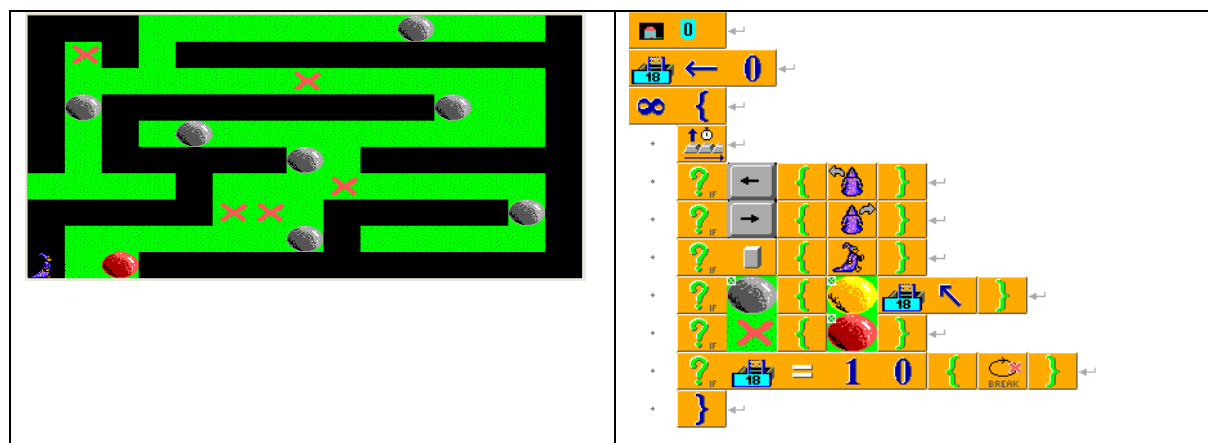 0
18 ← 0
∞ {
? IF ← { }
? IF → { }
? IF { }
? IF { 18 ↖ }
? IF { }
? IF 18 = 1 0 { BREAK }
}